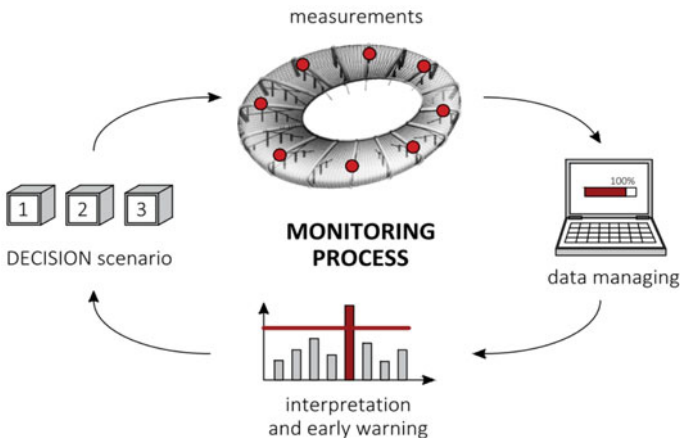 measurements
100%
1 2 3
MONITORING
PROCESS
DECISION scenario
data managing
interpretation
and early warning